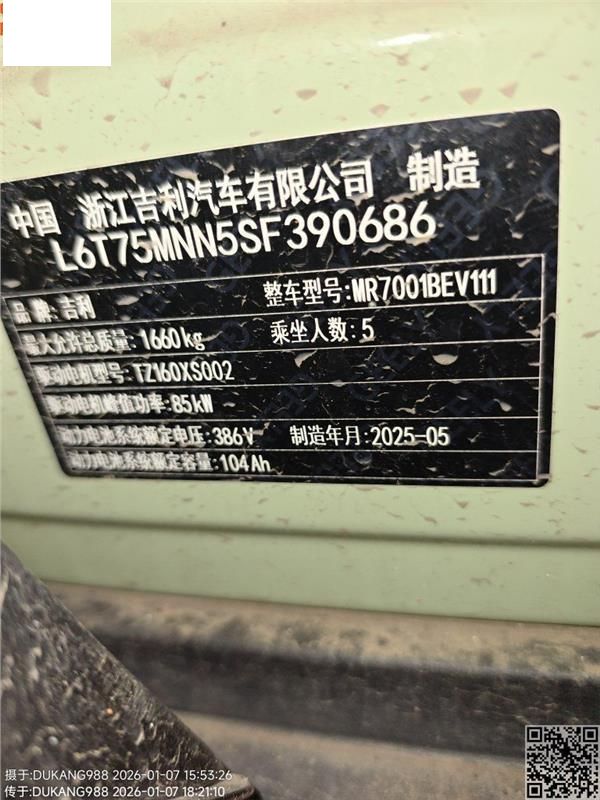 中国 浙江吉利汽车有限公司 制造
L6T75MNN5SF390686
品牌:吉利 整车型号:MR7001BEV111
最大允许总质量:1660kg 乘坐人数:5
驱动电机型号:TZ160XS002
驱动电机峰值功率:85kW
动力电池系统额定电压:386V 制造年月:2025-05
动力电池系统额定容量:104Ah
摄于:DUKANG988 2026-01-07 15:53:26
传于:DUKANG988 2026-01-07 18:21:10